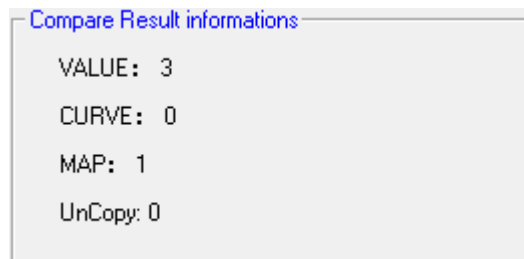 Compare Result informations
VALUE： 3
CURVE： 0
MAP： 1
UnCopy: 0